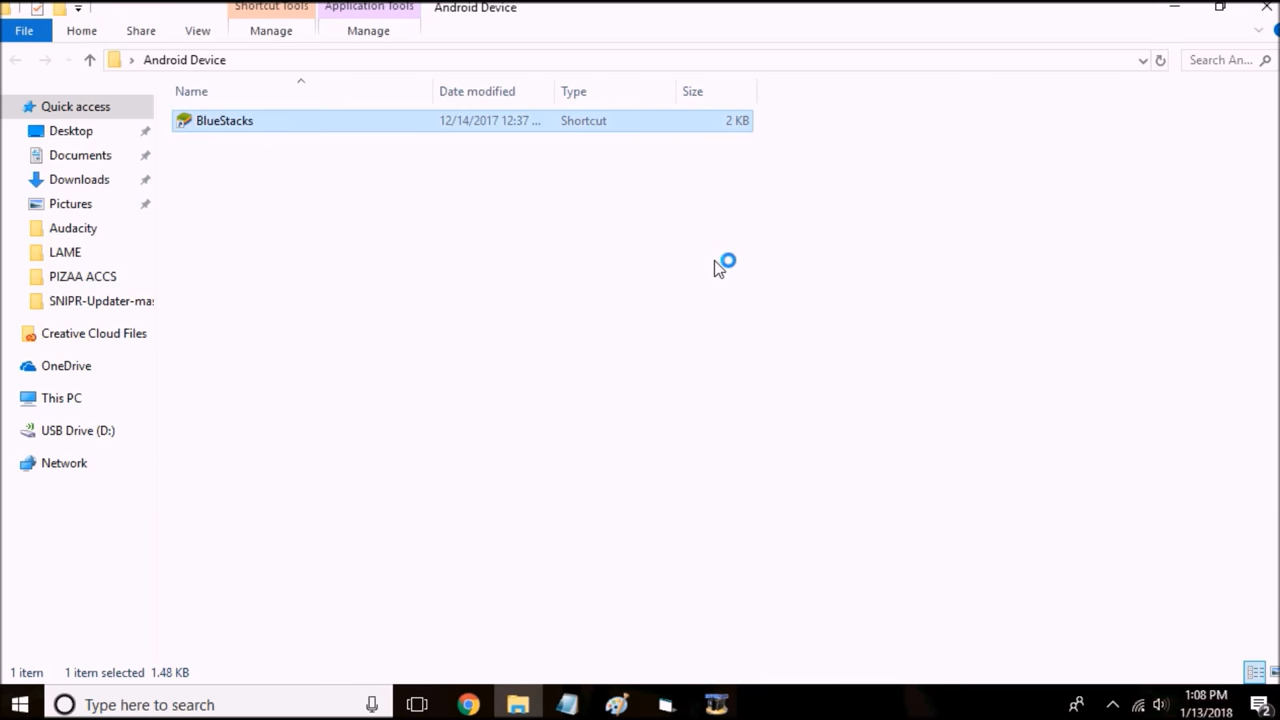 Shortcut Tools Application Tools Android Device
File Home Share View Manage Manage
Android Device Search An...
Name Date modified Type Size
BlueStacks 12/14/2017 12:37 ... Shortcut 2 KB
Quick access
Desktop
Documents
Downloads
Pictures
Audacity
LAME
PIZAA ACCS
SNIPR-Updater-mas
Creative Cloud Files
OneDrive
This PC
USB Drive (D:)
Network
1 item 1 item selected 1.48 KB
Type here to search
1:08 PM
1/13/2018
2